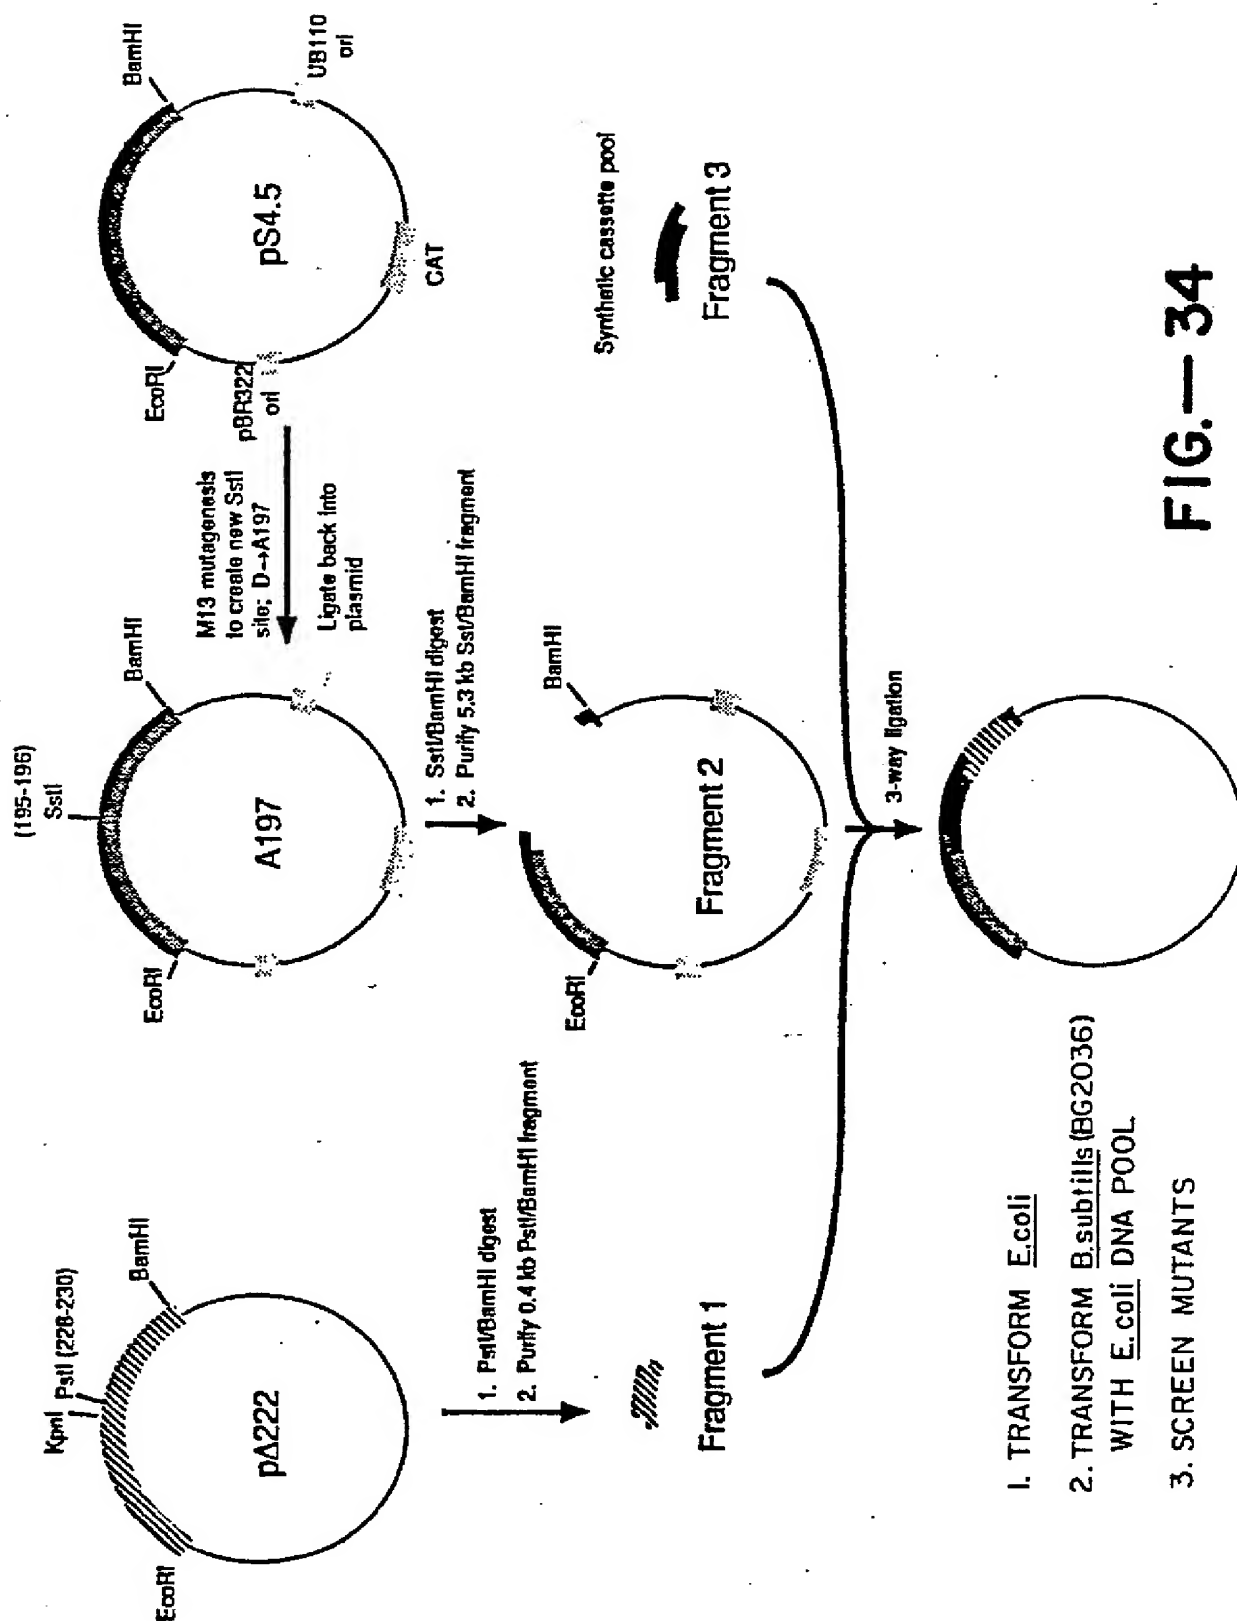 EcoRI
KpnI
PstI (228-230)
BamHI
pΔ222
1. PstI/BamHI digest
2. Purify 0.4 kb PstI/BamHI fragment
Fragment 1
(195-196)
SstI
EcoRI
BamHI
A197
1. SstI/BamHI digest
2. Purify 5.3 kb SstI/BamHI fragment
EcoRI
BamHI
Fragment 2
EcoRI
BamHI
pS4.5
pBR322
ori
UB110
ori
CAT
M13 mutagenesis
to create new SstI
site; D→A197
Ligate back into
plasmid
Synthetic cassette pool
Fragment 3
3-way ligation
1. TRANSFORM E.coli
2. TRANSFORM B.subtilis (BG2036)
WITH E.coli DNA POOL
3. SCREEN MUTANTS
FIG.—34